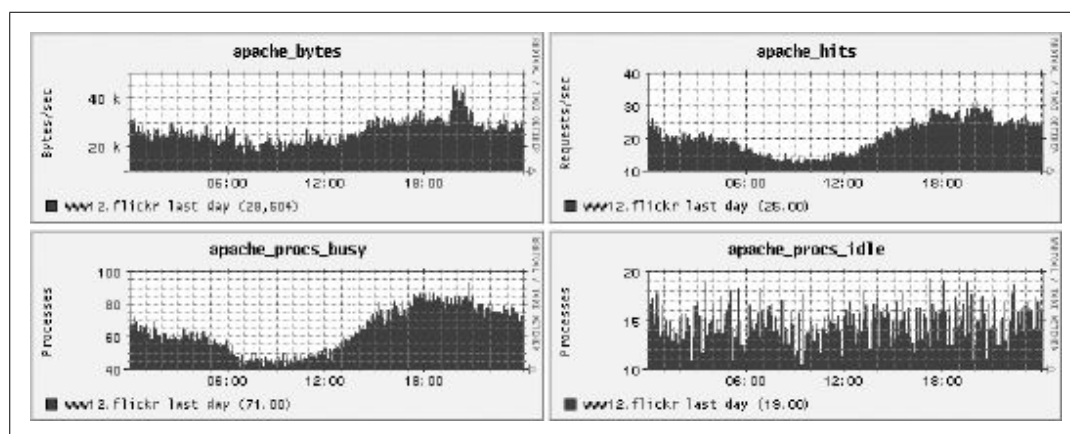 apache_bytes
Bytes/sec
40 k
20 k
06:00 12:00 18:00
www12.flickr last day (28,504)
apache_hits
Requests/sec
40
30
20
10
06:00 12:00 18:00
www12.flickr last day (25.00)
apache_procs_busy
Processes
100
80
60
40
06:00 12:00 18:00
www12.flickr last day (71.00)
apache_procs_idle
Processes
20
15
10
06:00 12:00 18:00
www12.flickr last day (19.00)